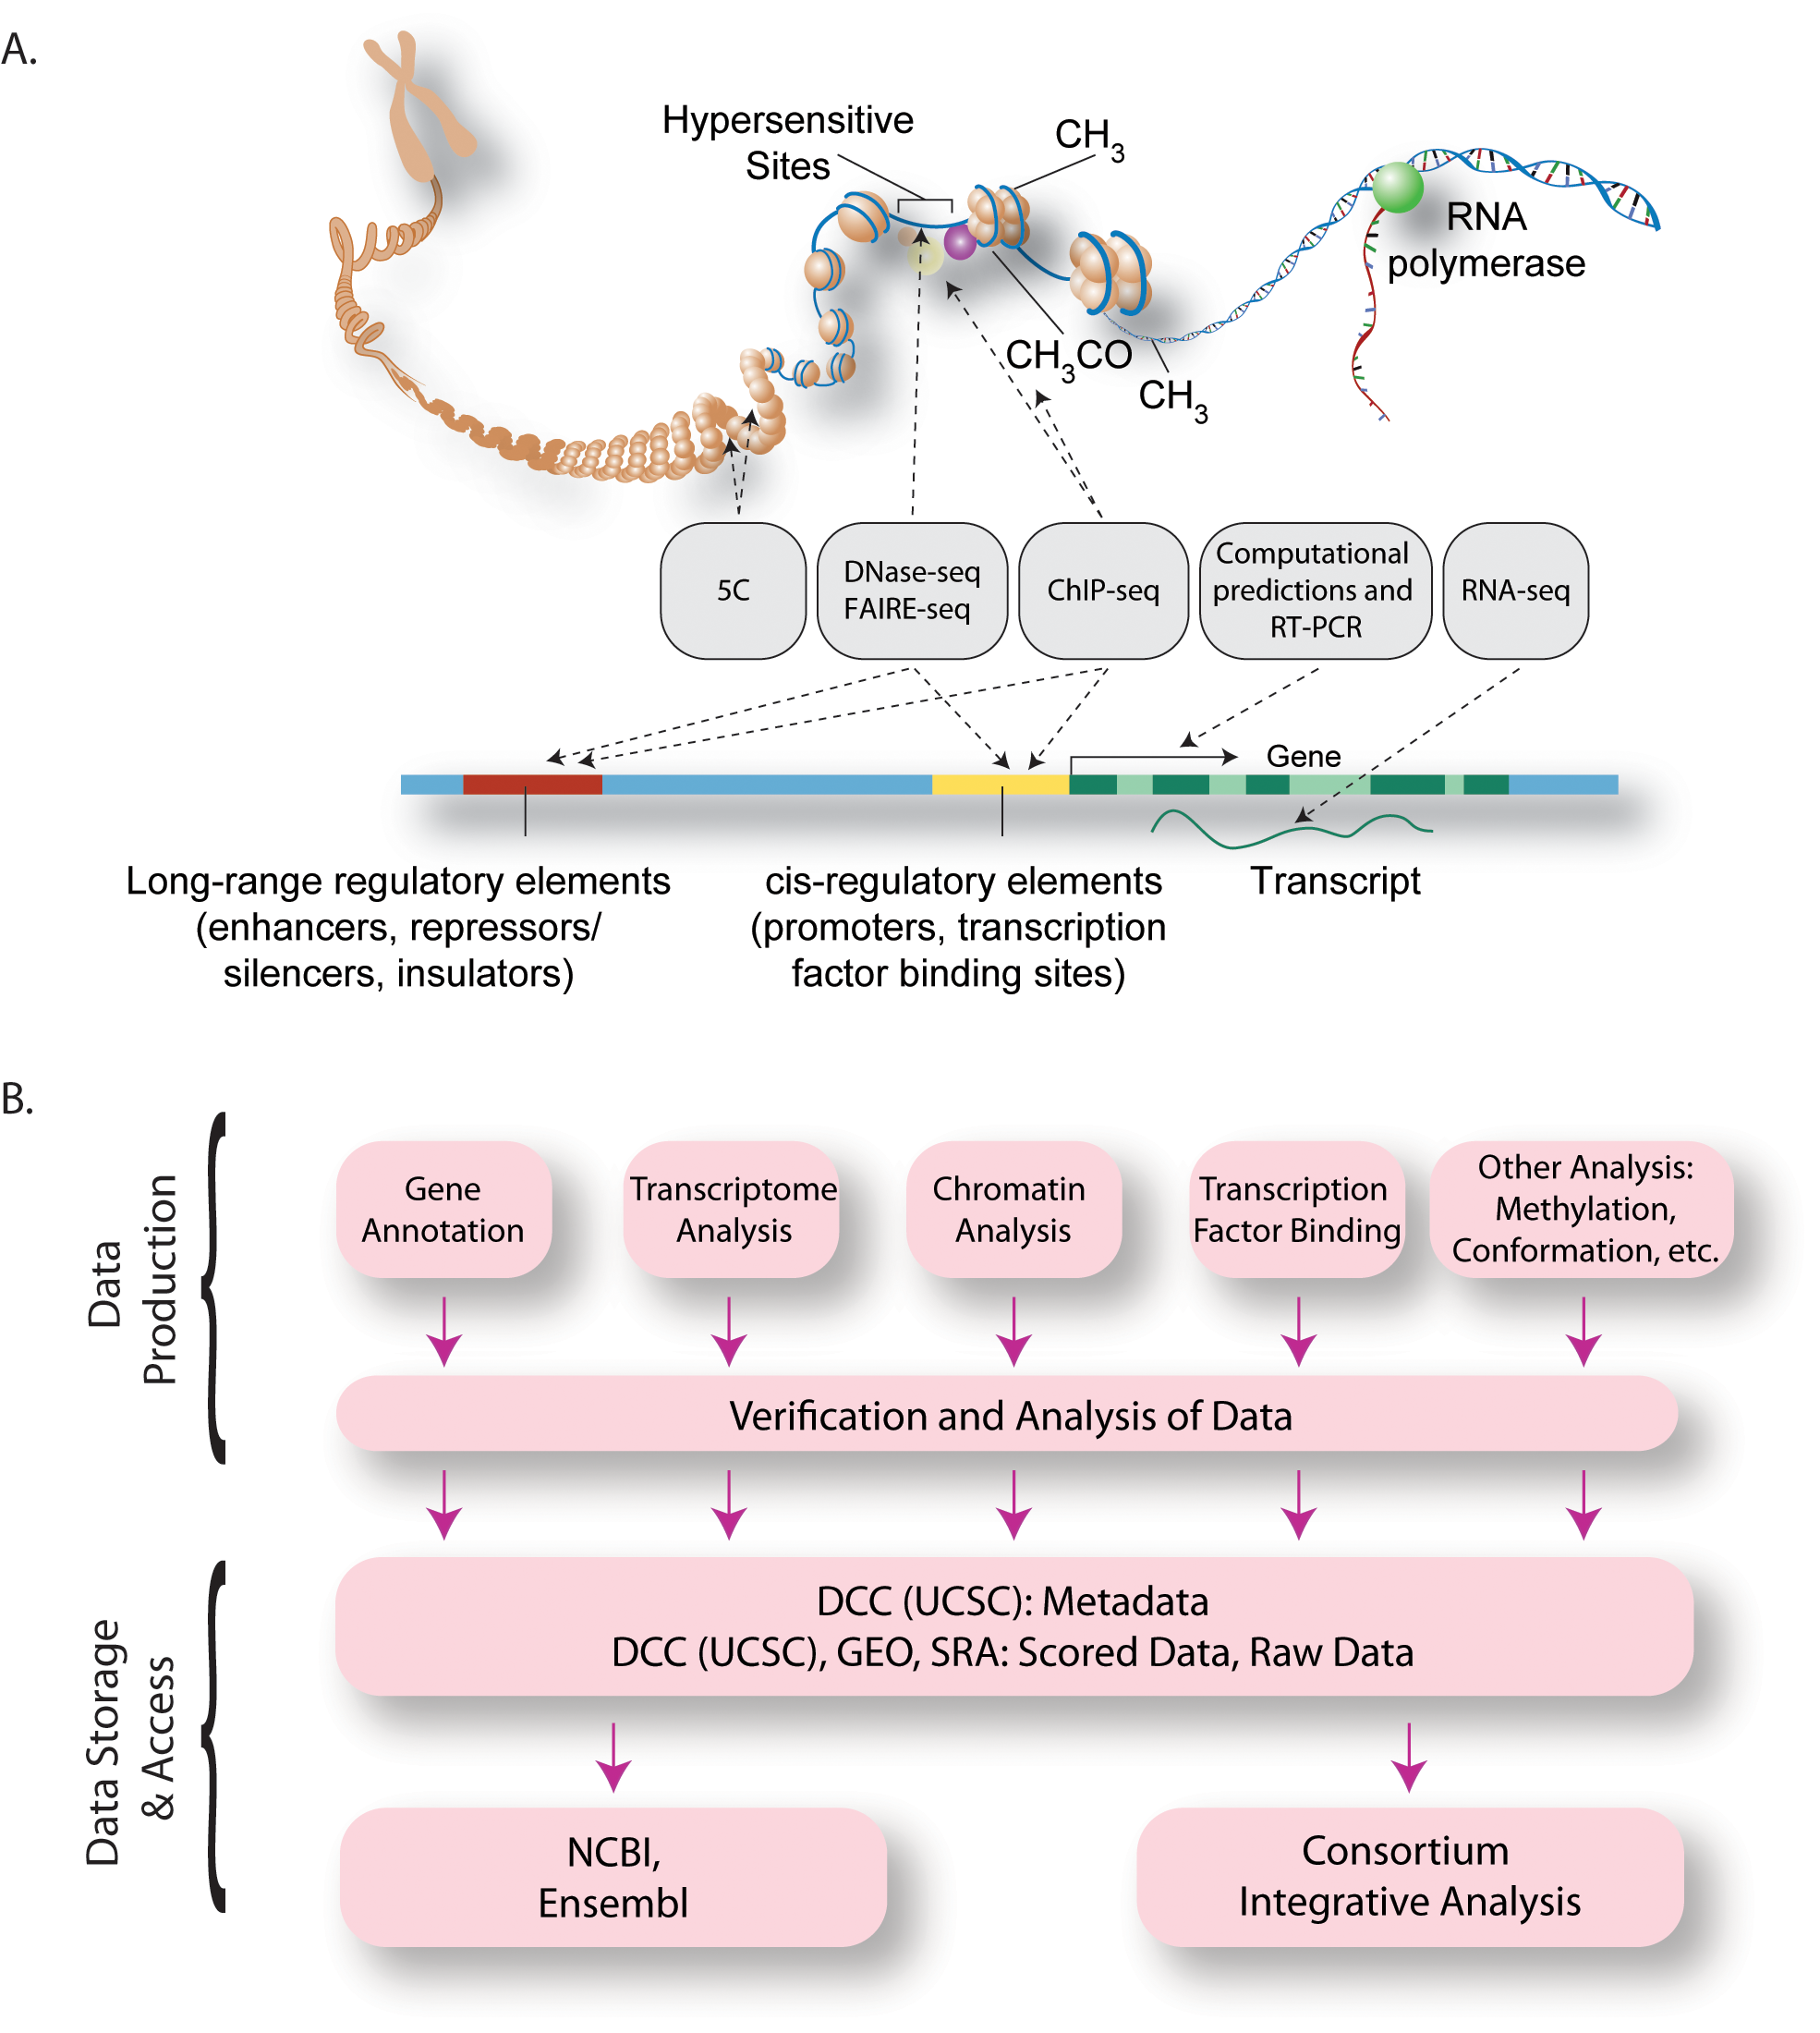 A.
Hypersensitive
Sites
CH3
RNA
polymerase
CH3CO
CH3
5C
DNase-seq
FAIRE-seq
ChIP-seq
Computational
predictions and
RT-PCR
RNA-seq
Gene
Long-range regulatory elements
(enhancers, repressors/
silencers, insulators)
cis-regulatory elements
(promoters, transcription
factor binding sites)
Transcript
B.
Data
Production
Gene
Annotation
Transcriptome
Analysis
Chromatin
Analysis
Transcription
Factor Binding
Other Analysis:
Methylation,
Conformation, etc.
Verification and Analysis of Data
Data Storage
& Access
DCC (UCSC): Metadata
DCC (UCSC), GEO, SRA: Scored Data, Raw Data
NCBI,
Ensembl
Consortium
Integrative Analysis